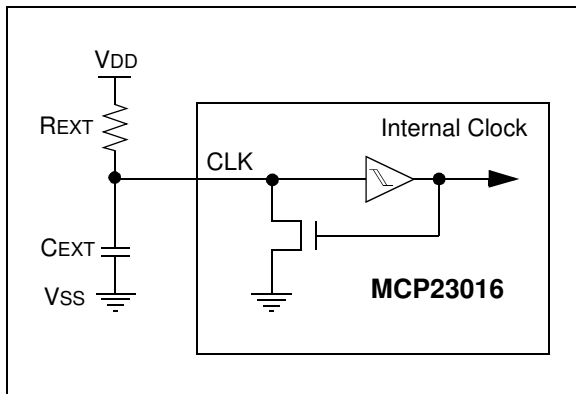 VDD
REXT
Internal Clock
CLK
CEXT
VSS
MCP23016